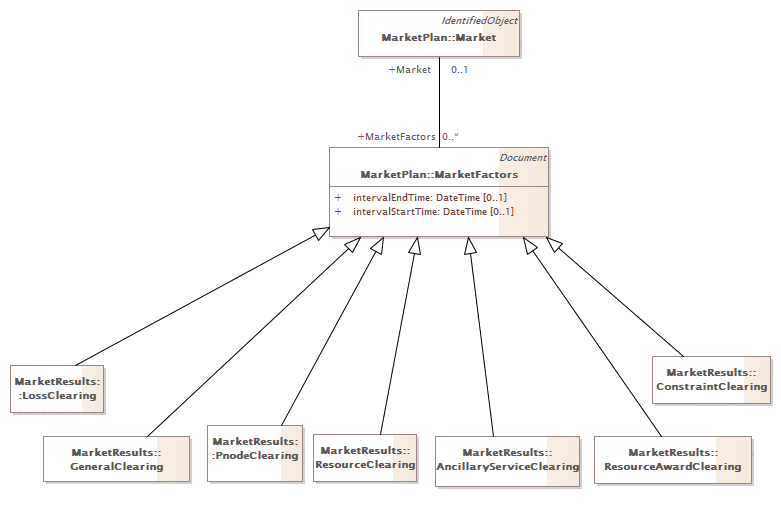 IdentifiedObject
MarketPlan::Market
+Market 0..1
+MarketFactors 0..*
Document
MarketPlan::MarketFactors
+ intervalEndTime: DateTime [0..1]
+ intervalStartTime: DateTime [0..1]
MarketResults:
:LossClearing
MarketResults::
GeneralClearing
MarketResults:
:PnodeClearing
MarketResults::
ResourceClearing
MarketResults::
AncillaryServiceClearing
MarketResults::
ResourceAwardClearing
MarketResults::
ConstraintClearing